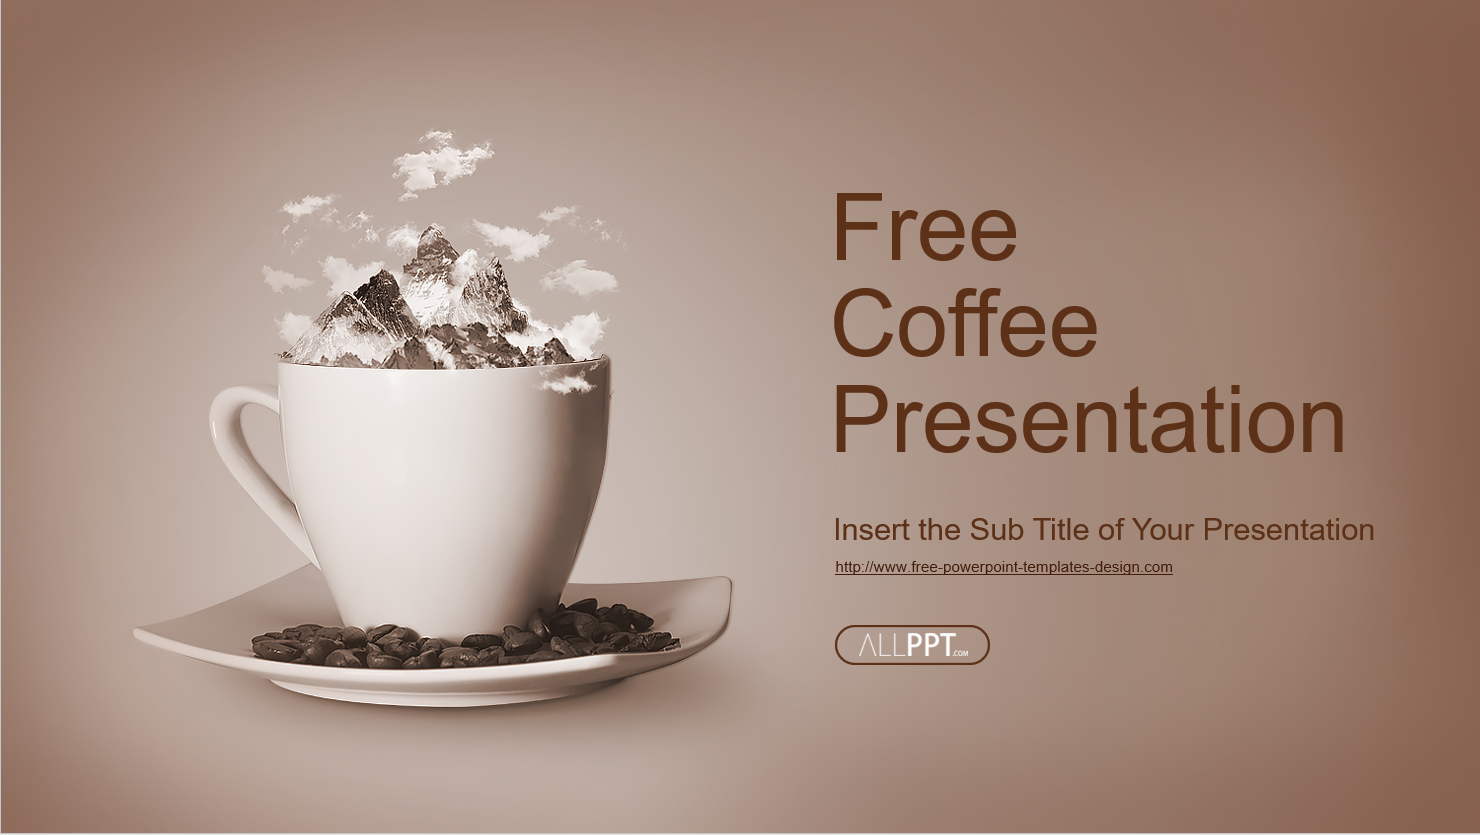 Free
Coffee
Presentation
Insert the Sub Title of Your Presentation
http://www.free-powerpoint-templates-design.com
ALLPPT.COM